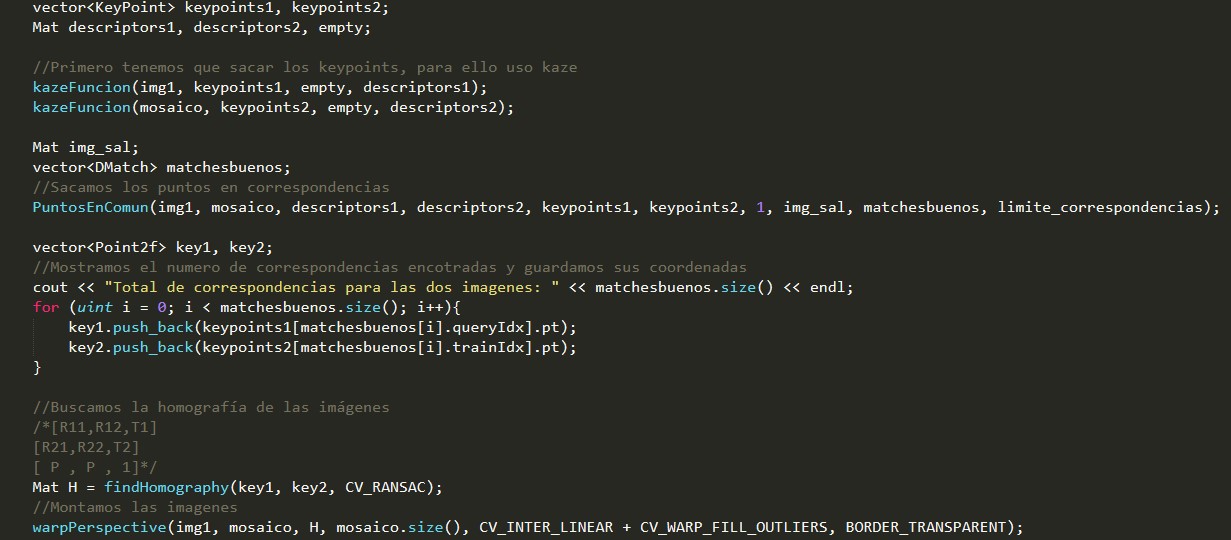 vector<KeyPoint> keypoints1, keypoints2;
Mat descriptors1, descriptors2, empty;
//Primero tenemos que sacar los keypoints, para ello uso kaze
kazeFuncion(img1, keypoints1, empty, descriptors1);
kazeFuncion(mosaico, keypoints2, empty, descriptors2);
Mat img_sal;
vector<DMatch> matchesbuenos;
//Sacamos los puntos en correspondencias
PuntosEnComun(img1, mosaico, descriptors1, descriptors2, keypoints1, keypoints2, 1, img_sal, matchesbuenos, limite_correspondencias);
vector<Point2f> key1, key2;
//Mostramos el numero de correspondencias encotradas y guardamos sus coordenadas
cout << "Total de correspondencias para las dos imagenes: " << matchesbuenos.size() << endl;
for (uint i = 0; i < matchesbuenos.size(); i++){
    key1.push_back(keypoints1[matchesbuenos[i].queryIdx].pt);
    key2.push_back(keypoints2[matchesbuenos[i].trainIdx].pt);
}
//Buscamos la homografía de las imágenes
/*[R11,R12,T1]
[R21,R22,T2]
[ P , P , 1]*/
Mat H = findHomography(key1, key2, CV_RANSAC);
//Montamos las imagenes
warpPerspective(img1, mosaico, H, mosaico.size(), CV_INTER_LINEAR + CV_WARP_FILL_OUTLIERS, BORDER_TRANSPARENT);